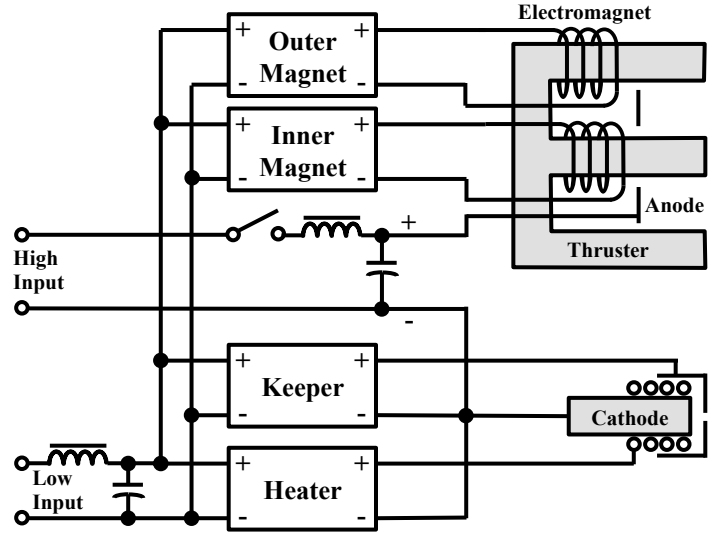 Electromagnet
+ Outer +
- Magnet -
+ Inner +
- Magnet -
Anode
+
High
Input
Thruster
-
+ +
Keeper
- -
Cathode
+ +
Low
Input
Heater
- -